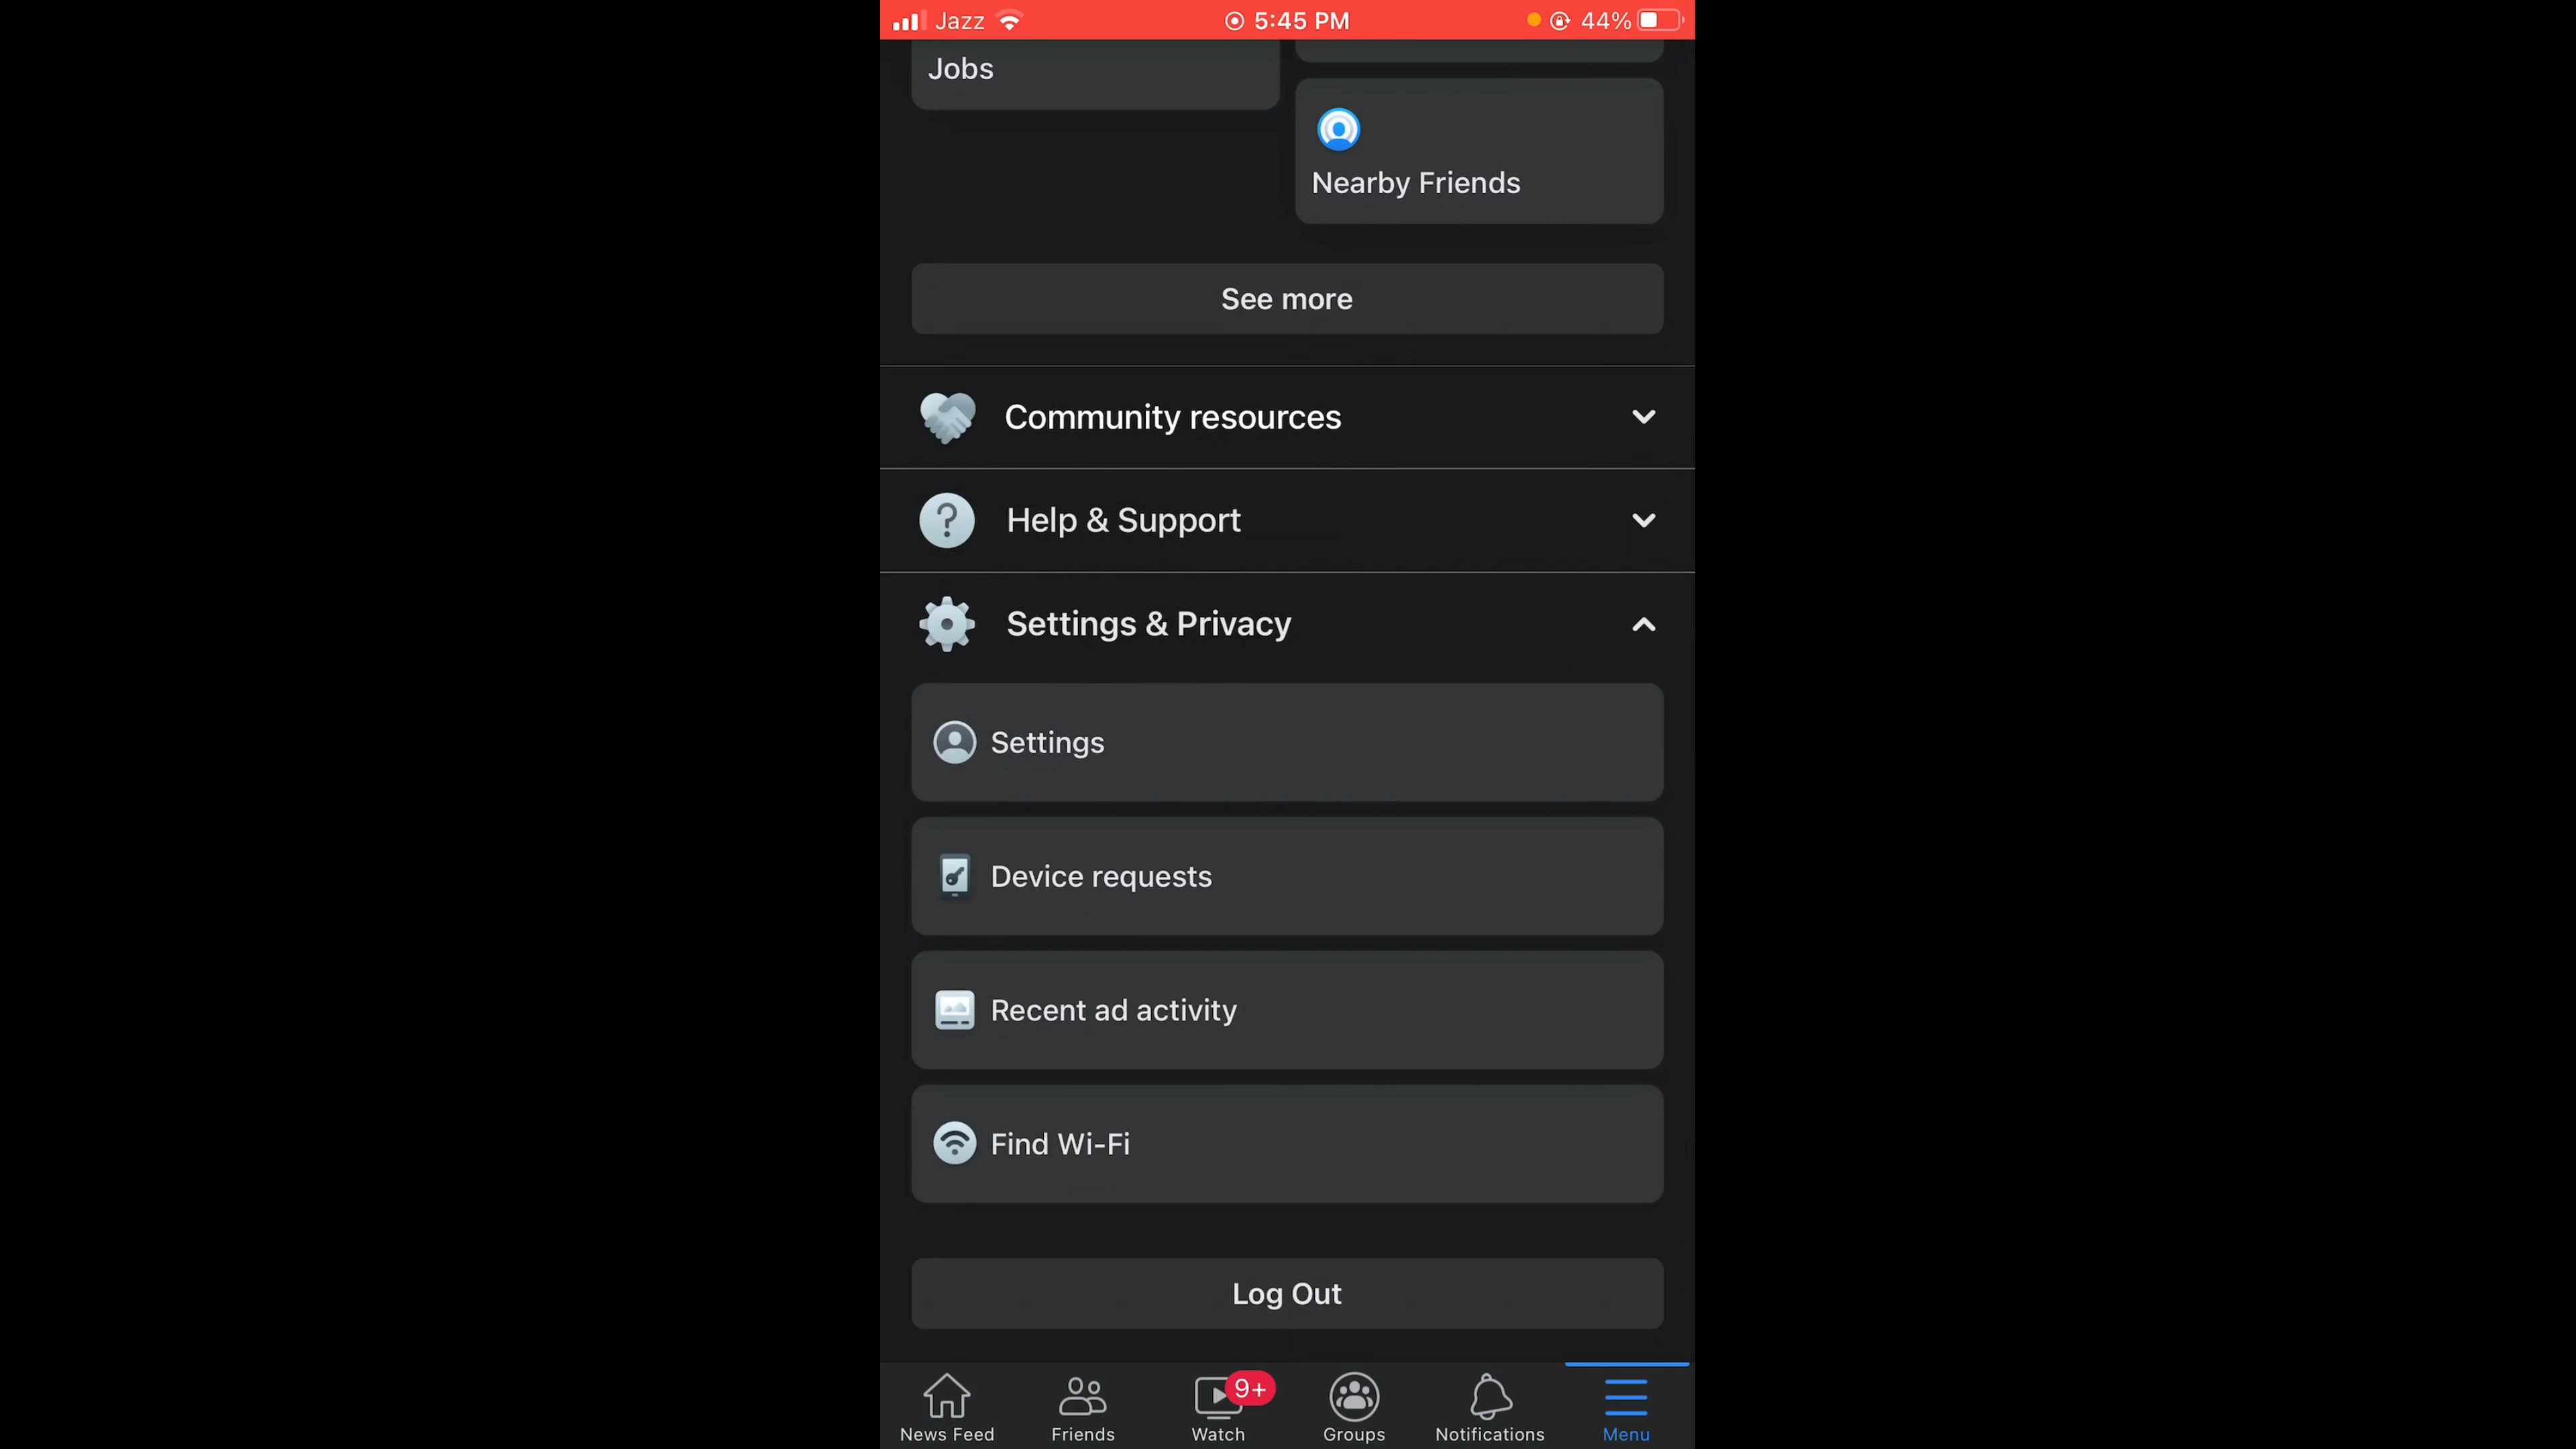 Jazz
5:45 PM
44%
Jobs
Nearby Friends
See more
Community resources
Help & Support
Settings & Privacy
Settings
Device requests
Recent ad activity
Find Wi-Fi
Log Out
9+
News Feed
Friends
Watch
Groups
Notifications
Menu